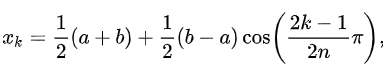 x_k = \frac{1}{2}(a + b) + \frac{1}{2}(b - a) \cos\left(\frac{2k - 1}{2n}\pi\right),